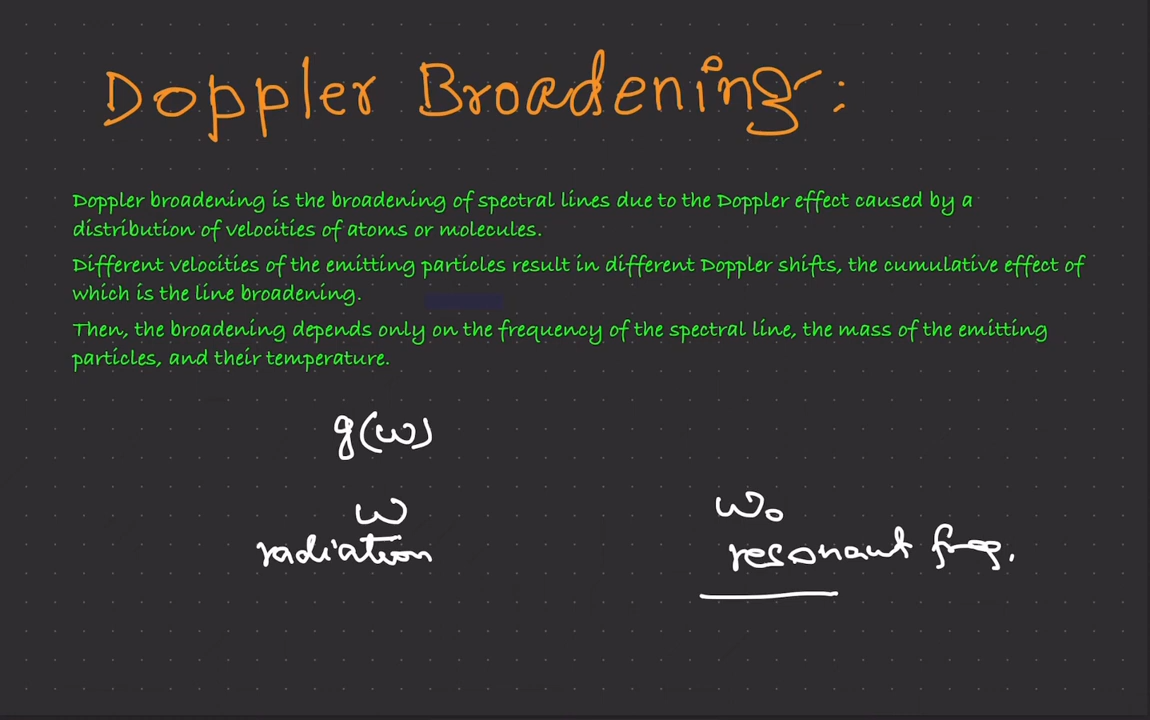 Doppler Broadening:
Doppler broadening is the broadening of spectral lines due to the Doppler effect caused by a
distribution of velocities of atoms or molecules.
Different velocities of the emitting particles result in different Doppler shifts, the cumulative effect of
which is the line broadening.
Then, the broadening depends only on the frequency of the spectral line, the mass of the emitting
particles, and their temperature.
g(ω)
ω
radiation
ω₀
resonant freq.